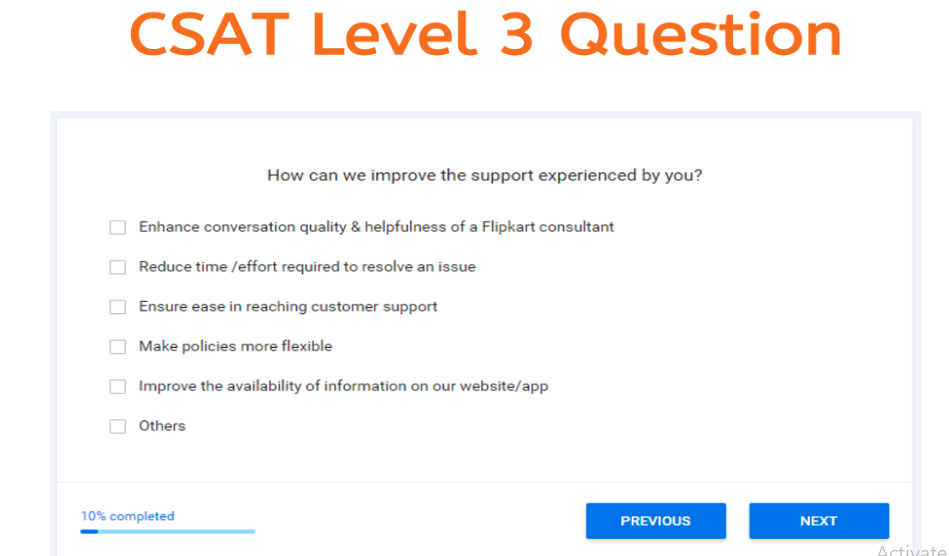 CSAT Level 3 Question
How can we improve the support experienced by you?
Enhance conversation quality & helpfulness of a Flipkart consultant
Reduce time /effort required to resolve an issue
Ensure ease in reaching customer support
Make policies more flexible
Improve the availability of information on our website/app
Others
10% completed
PREVIOUS
NEXT
Activate